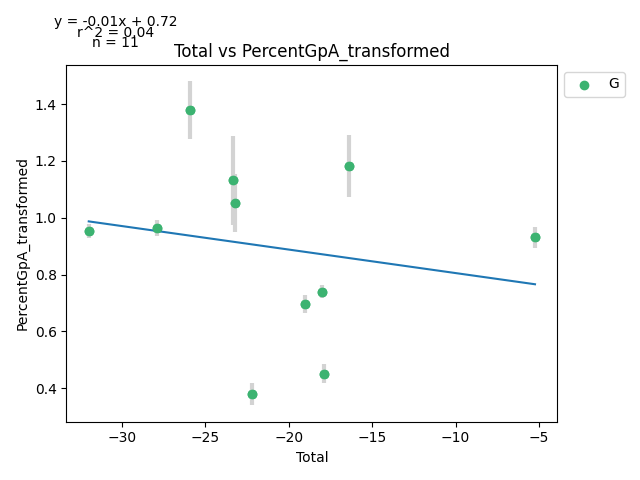 y = -0.01x + 0.72
r^2 = 0.04
n = 11
Total vs PercentGpA_transformed
G
PercentGpA_transformed
1.4
1.2
1.0
0.8
0.6
0.4
−30
−25
−20
−15
−10
−5
Total